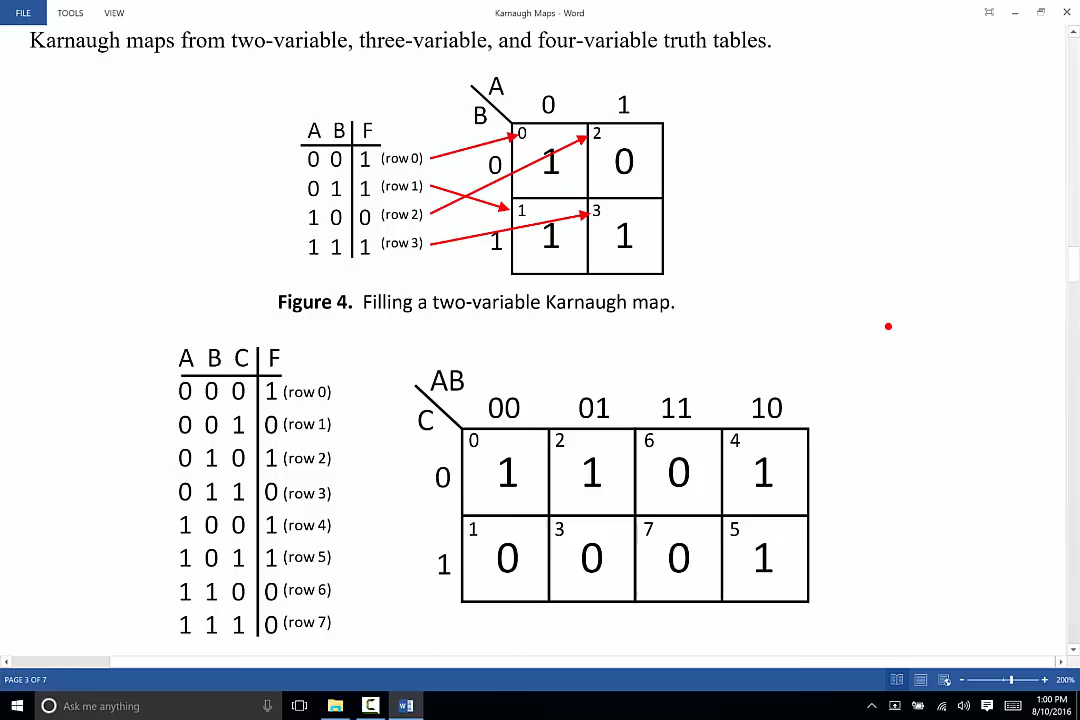 FILE TOOLS VIEW Karnaugh Maps - Word
Karnaugh maps from two-variable, three-variable, and four-variable truth tables.
A
B 0 1
A B F
0 0 1 (row 0)
0 1 1 (row 1)
1 0 0 (row 2)
1 1 1 (row 3)
0 2
0 1 0
1 3
1 1 1
Figure 4. Filling a two-variable Karnaugh map.
A B C F
0 0 0 1 (row 0)
0 0 1 0 (row 1)
0 1 0 1 (row 2)
0 1 1 0 (row 3)
1 0 0 1 (row 4)
1 0 1 1 (row 5)
1 1 0 0 (row 6)
1 1 1 0 (row 7)
AB
C 00 01 11 10
0 2 6 4
0 1 1 0 1
1 3 7 5
1 0 0 0 1
PAGE 3 OF 7 200%
Ask me anything
1:00 PM
8/10/2016